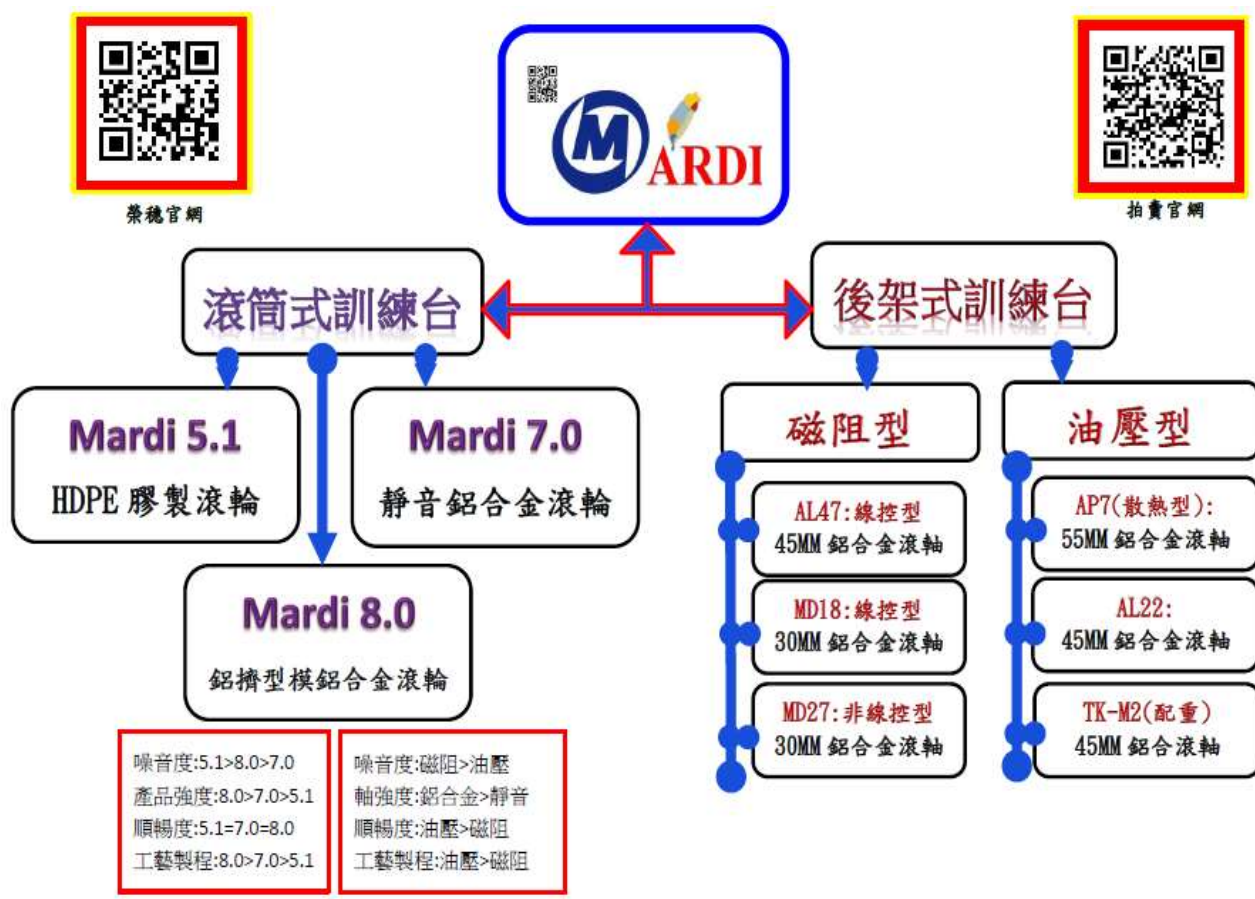 MARDI
榮穗官網
拍賣官網
滾筒式訓練台
後架式訓練台
Mardi 5.1
HDPE 膠製滾輪
Mardi 7.0
靜音鋁合金滾輪
Mardi 8.0
鋁擠型模鋁合金滾輪
磁阻型
AL47:線控型
45MM 鋁合金滾軸
MD18:線控型
30MM 鋁合金滾軸
MD27:非線控型
30MM 鋁合金滾軸
油壓型
AP7(散熱型):
55MM 鋁合金滾軸
AL22:
45MM 鋁合金滾軸
TK-M2(配重)
45MM 鋁合滾軸
噪音度:5.1>8.0>7.0
產品強度:8.0>7.0>5.1
順暢度:5.1=7.0=8.0
工藝製程:8.0>7.0>5.1
噪音度:磁阻>油壓
軸強度:鋁合金>靜音
順暢度:油壓>磁阻
工藝製程:油壓>磁阻